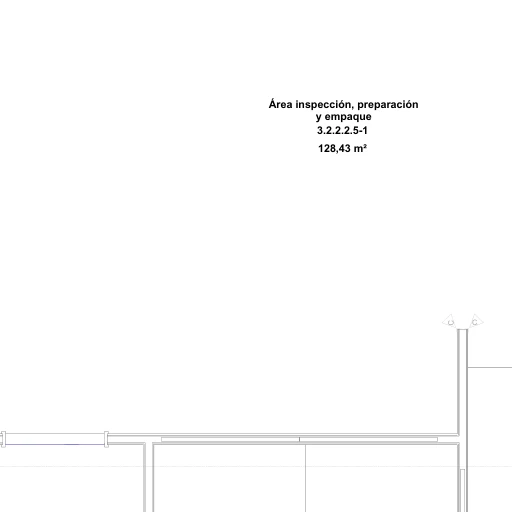 Área inspección, preparación
y empaque
3.2.2.2.5-1
128,43 m²